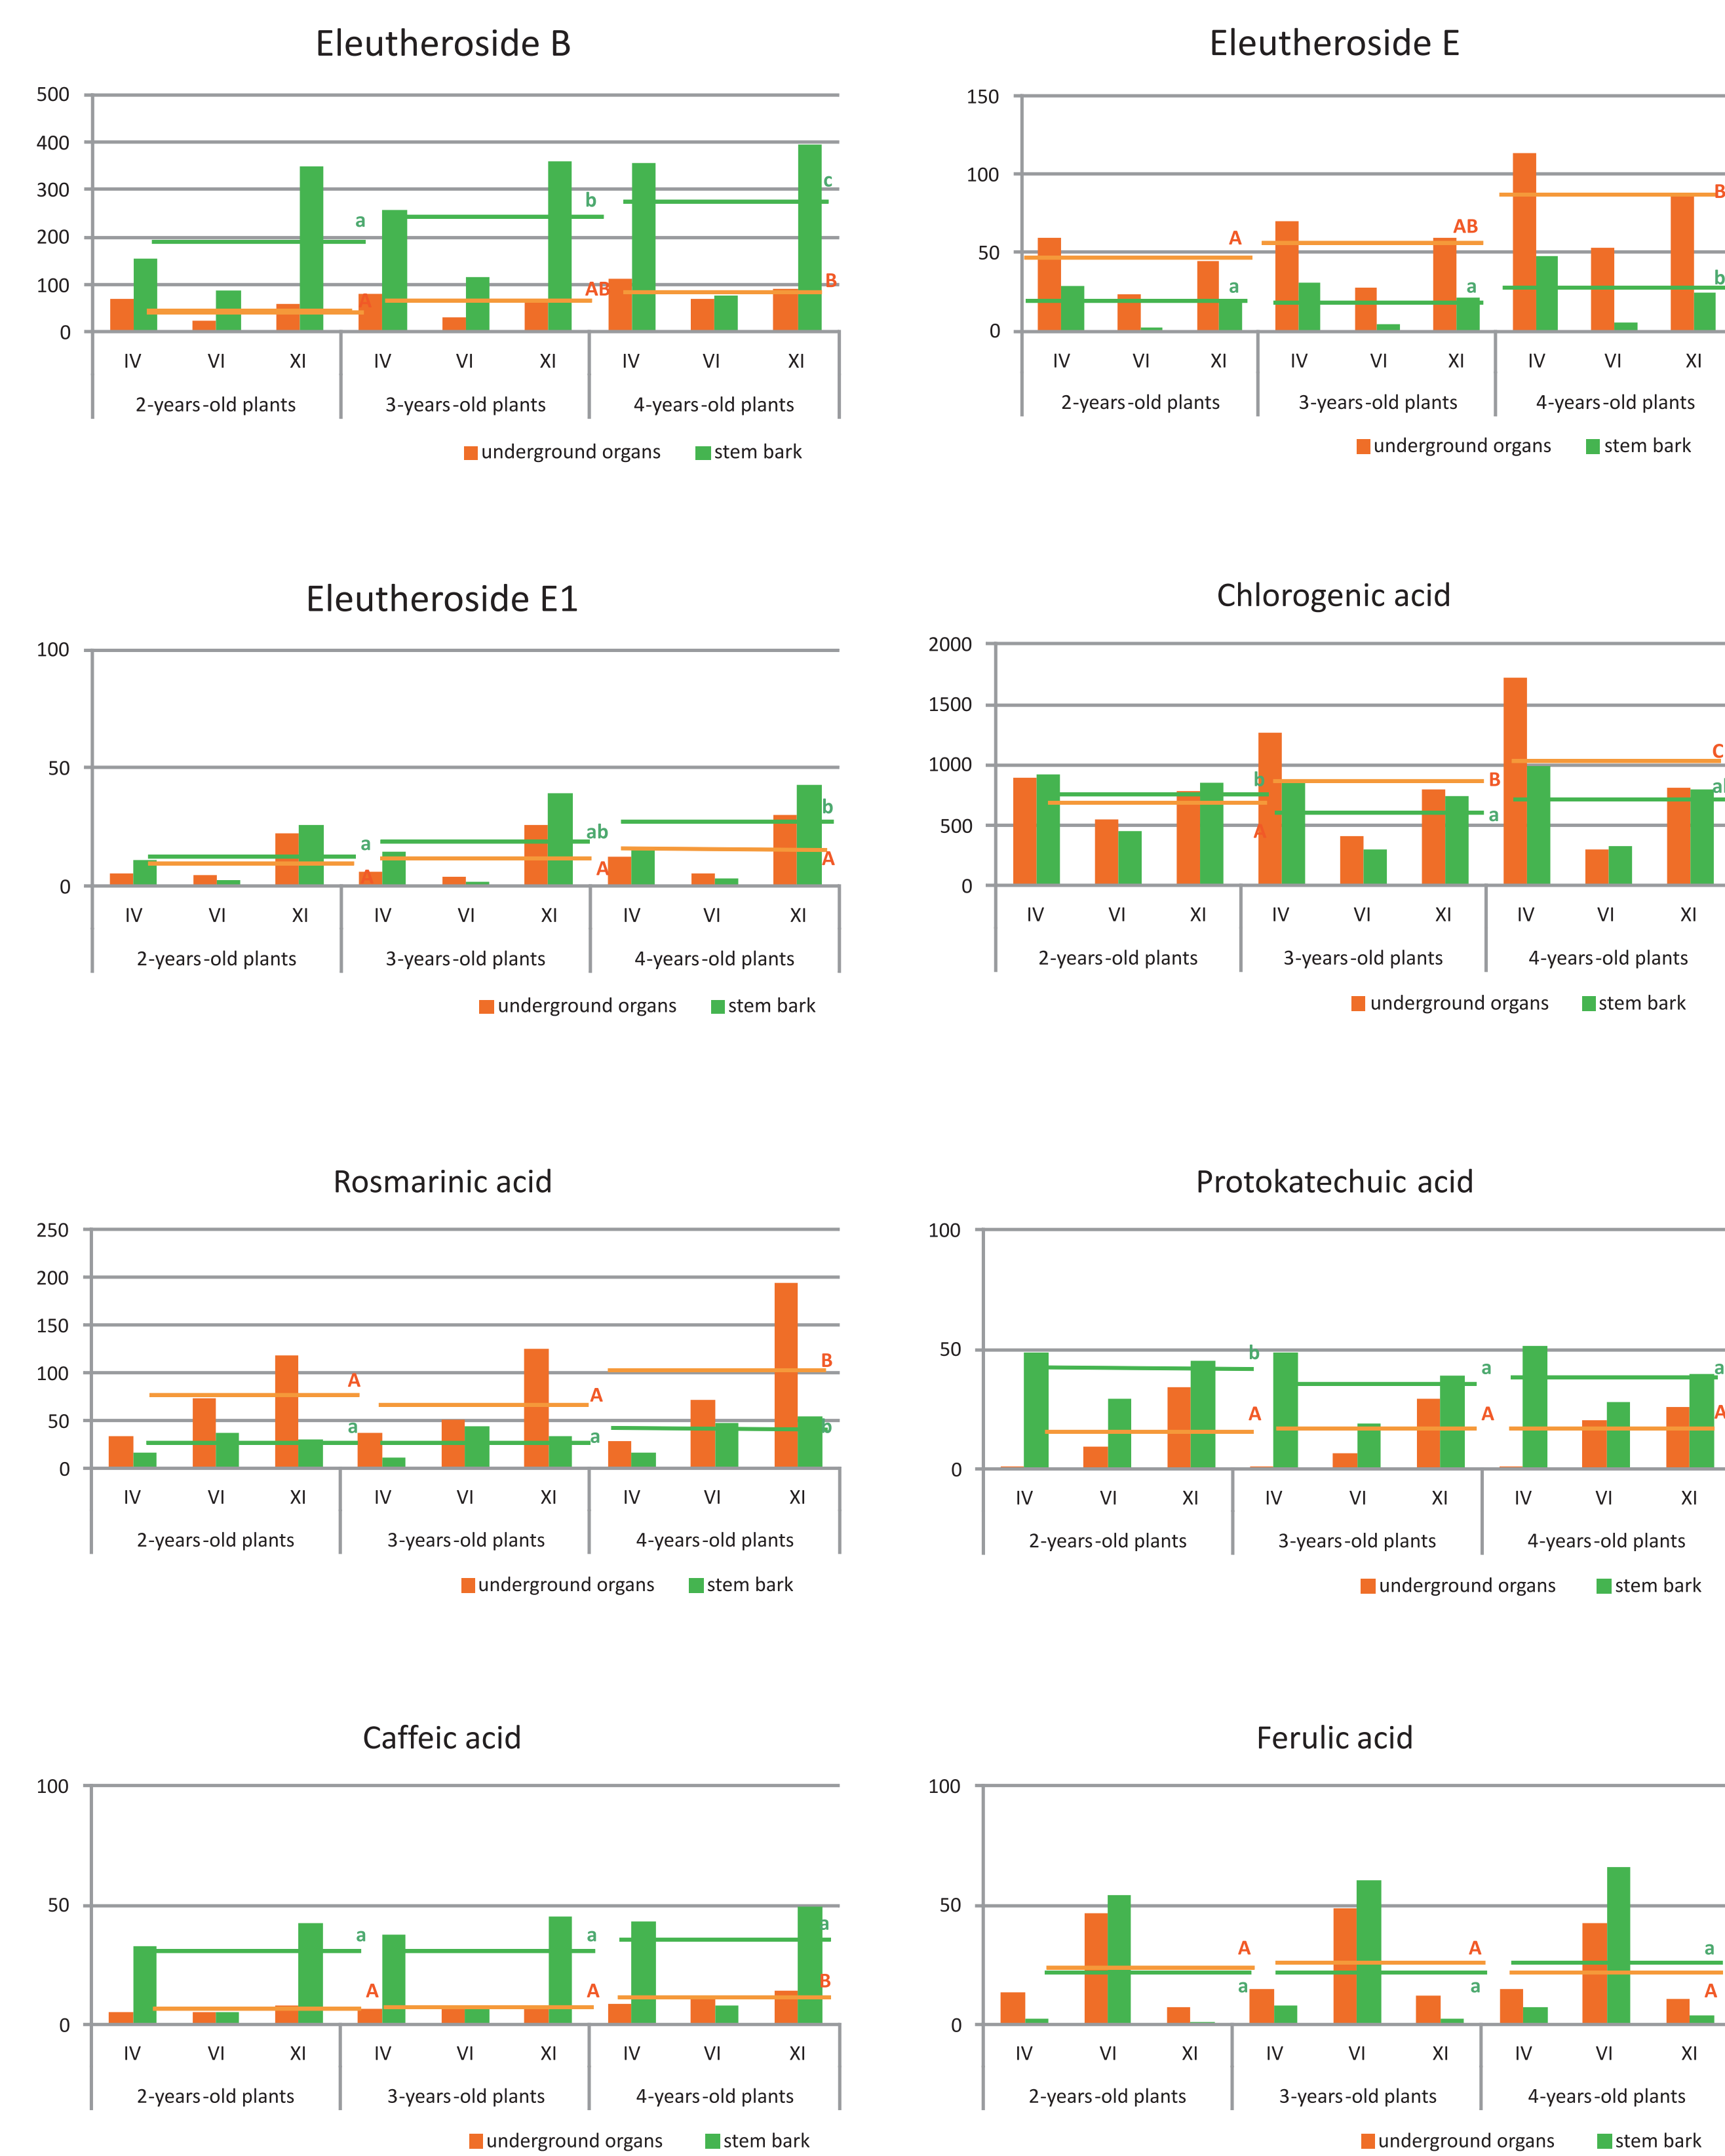 Eleutheroside B
500
400
300
200
100
0
a
b
c
A
AB
B
IV VI XI IV VI XI IV VI XI
2-years-old plants 3-years-old plants 4-years-old plants
underground organs stem bark
Eleutheroside E
150
100
50
0
A
AB
B
a
a
b
IV VI XI IV VI XI IV VI XI
2-years-old plants 3-years-old plants 4-years-old plants
underground organs stem bark
Eleutheroside E1
100
50
0
a
ab
b
A
A
A
IV VI XI IV VI XI IV VI XI
2-years-old plants 3-years-old plants 4-years-old plants
underground organs stem bark
Chlorogenic acid
2000
1500
1000
500
0
b
A
B
a
C
IV VI XI IV VI XI IV VI XI
2-years-old plants 3-years-old plants 4-years-old plants
underground organs stem bark
Rosmarinic acid
250
200
150
100
50
0
A
A
B
a
a
b
IV VI XI IV VI XI IV VI XI
2-years-old plants 3-years-old plants 4-years-old plants
underground organs stem bark
Protokatechuic acid
100
50
0
b
a
a
A
A
A
IV VI XI IV VI XI IV VI XI
2-years-old plants 3-years-old plants 4-years-old plants
underground organs stem bark
Caffeic acid
100
50
0
a
a
a
A
A
B
IV VI XI IV VI XI IV VI XI
2-years-old plants 3-years-old plants 4-years-old plants
underground organs stem bark
Ferulic acid
100
50
0
A
A
a
a
a
A
IV VI XI IV VI XI IV VI XI
2-years-old plants 3-years-old plants 4-years-old plants
underground organs stem bark